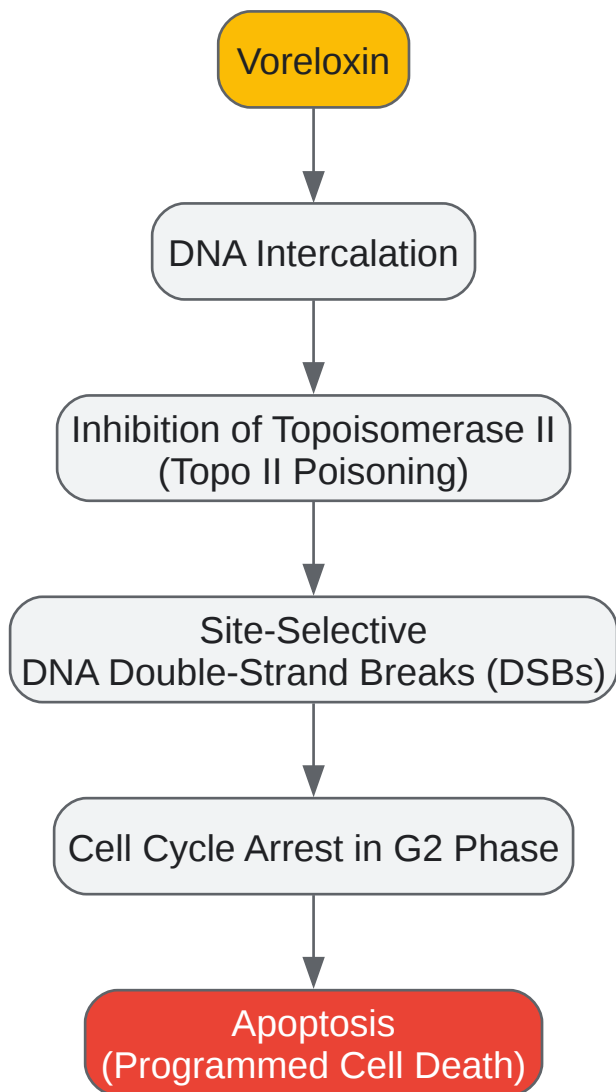 Voreloxin
DNA Intercalation
Inhibition of Topoisomerase II
(Topo II Poisoning)
Site-Selective
DNA Double-Strand Breaks (DSBs)
Cell Cycle Arrest in G2 Phase
Apoptosis
(Programmed Cell Death)